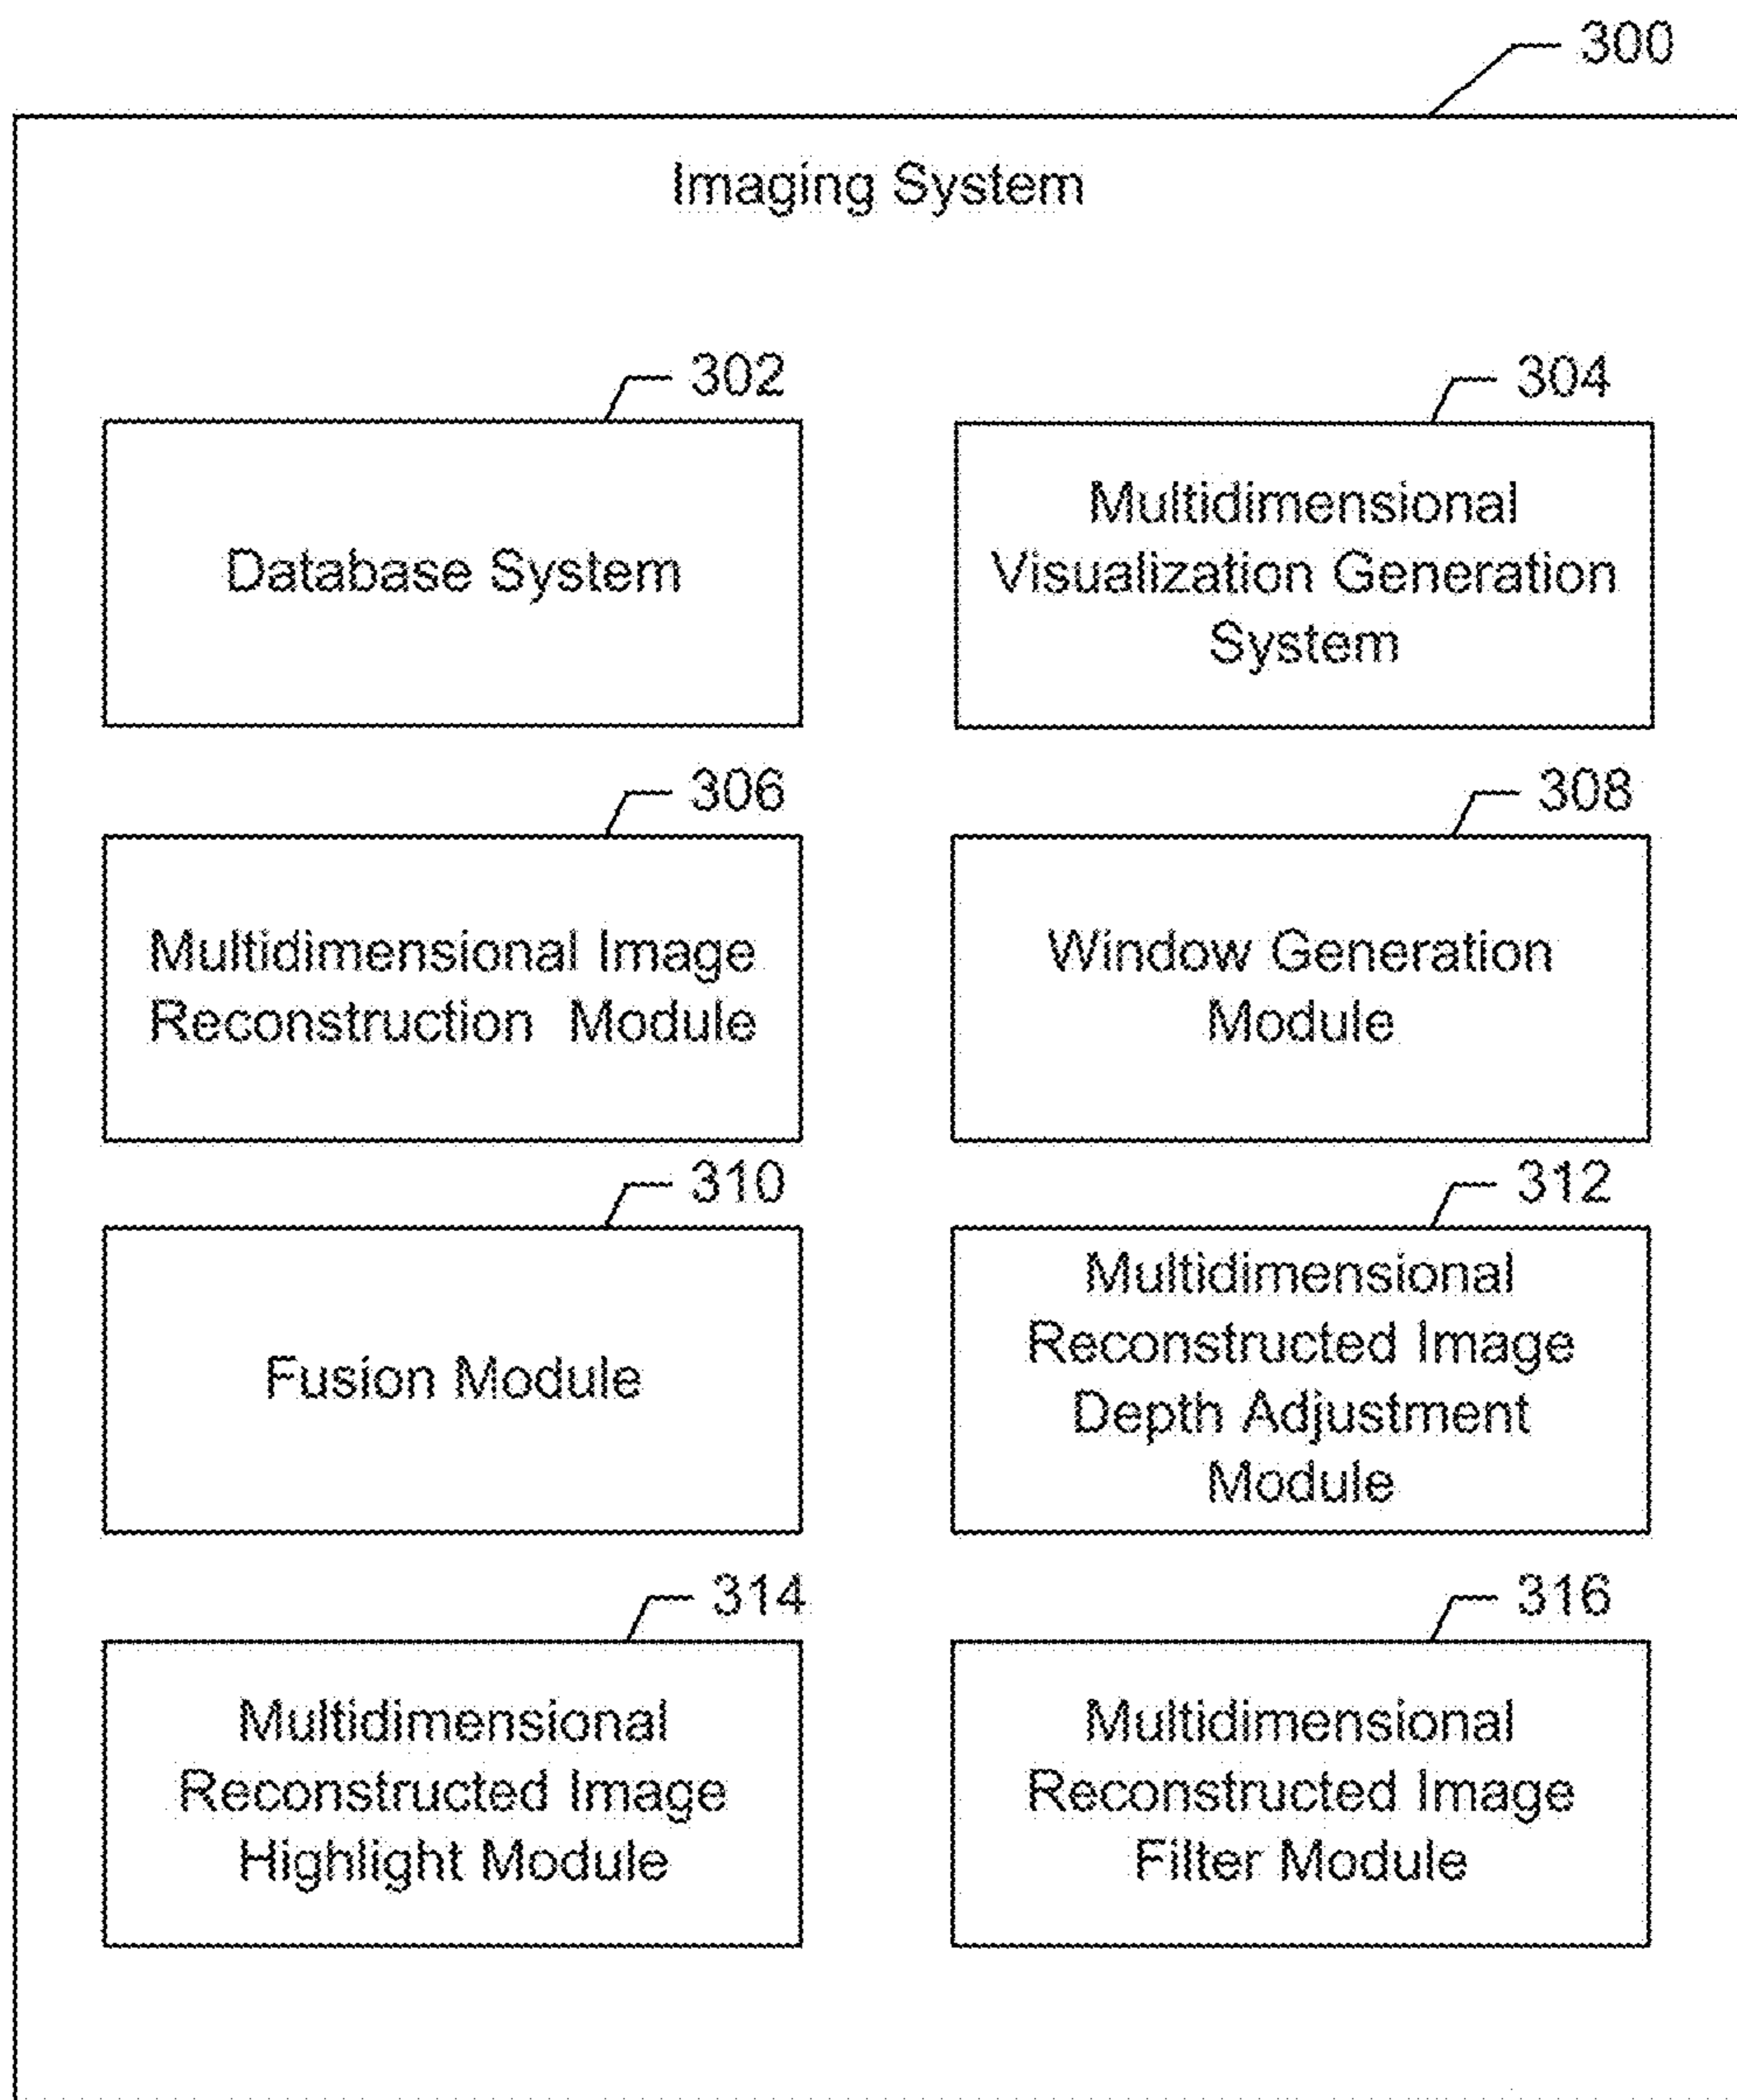 300
Imaging System
302
304
Database System
Multidimensional
Visualization Generation
System
306
308
Multidimensional Image
Reconstruction Module
Window Generation
Module
310
312
Fusion Module
Multidimensional
Reconstructed Image
Depth Adjustment
Module
314
316
Multidimensional
Reconstructed Image
Highlight Module
Multidimensional
Reconstructed Image
Filter Module